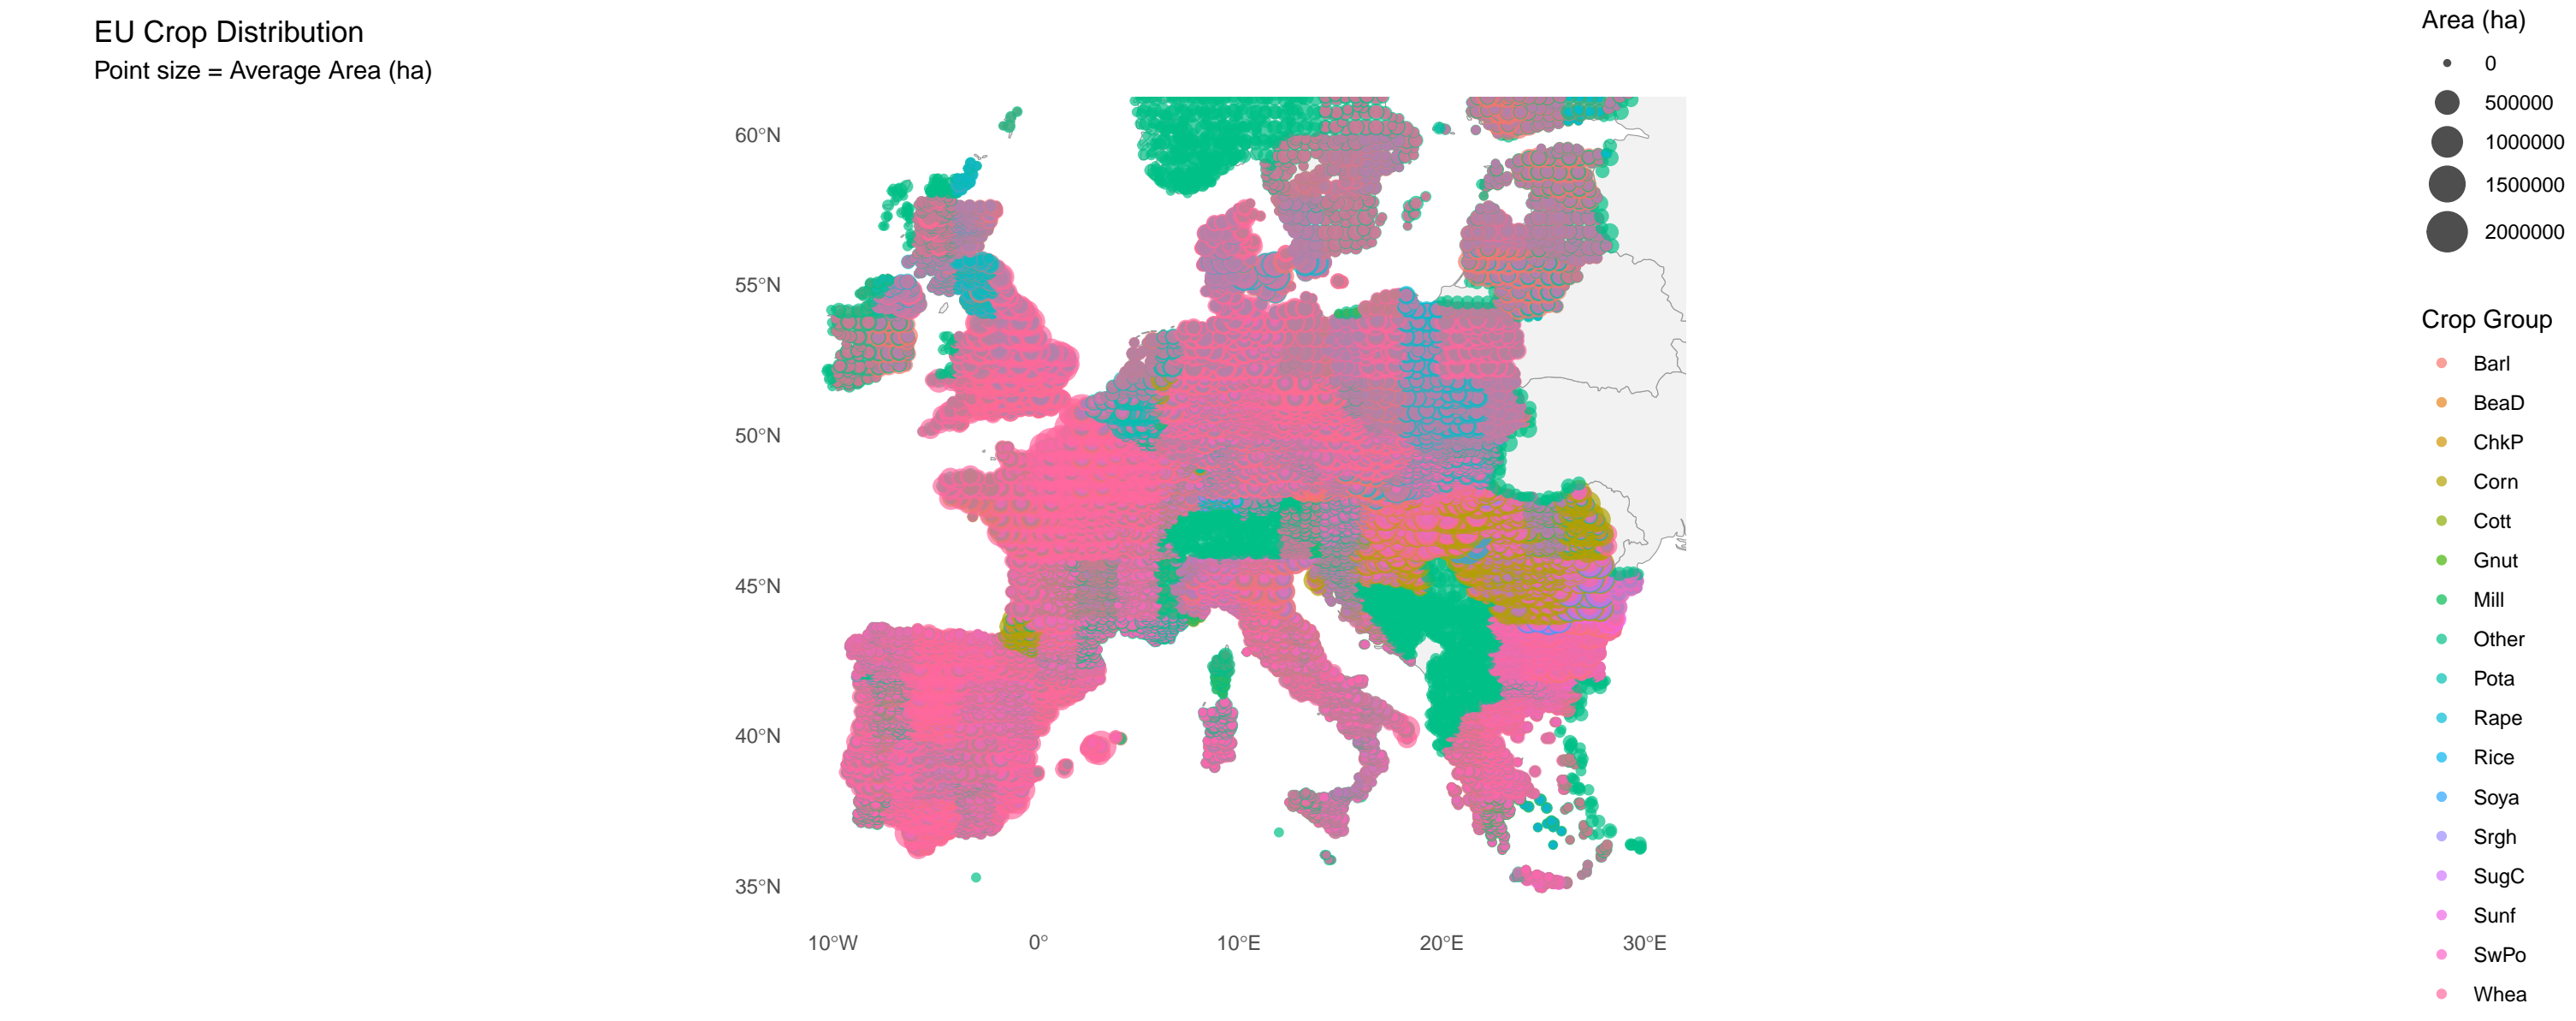 EU Crop Distribution
Point size = Average Area (ha)
60°N
55°N
50°N
45°N
40°N
35°N
10°W
0°
10°E
20°E
30°E
Area (ha)
0
500000
1000000
1500000
2000000
Crop Group
Barl
BeaD
ChkP
Corn
Cott
Gnut
Mill
Other
Pota
Rape
Rice
Soya
Srgh
SugC
Sunf
SwPo
Whea